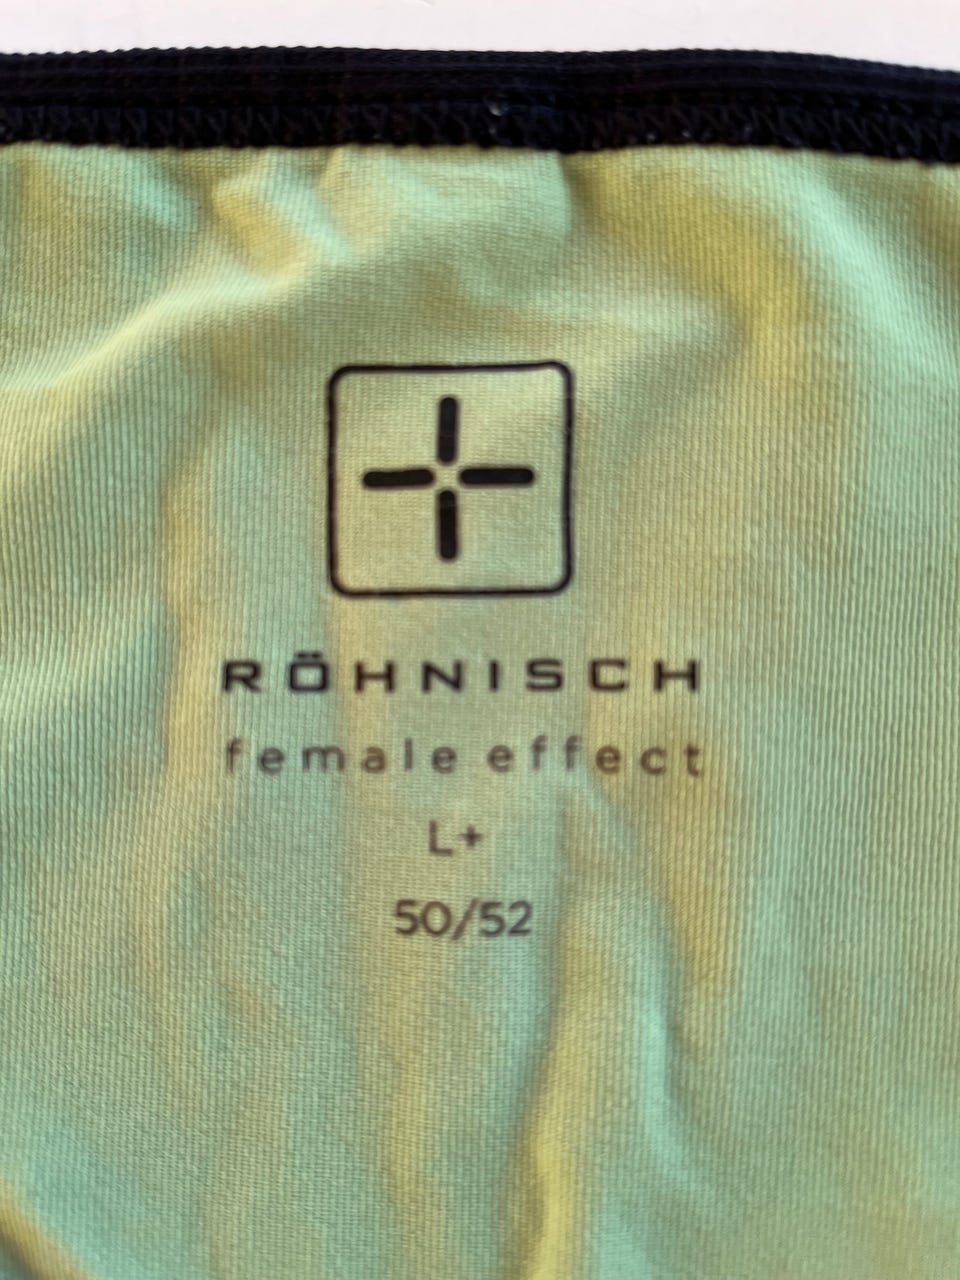 RÖHNISCH
female effect
L+
50/52